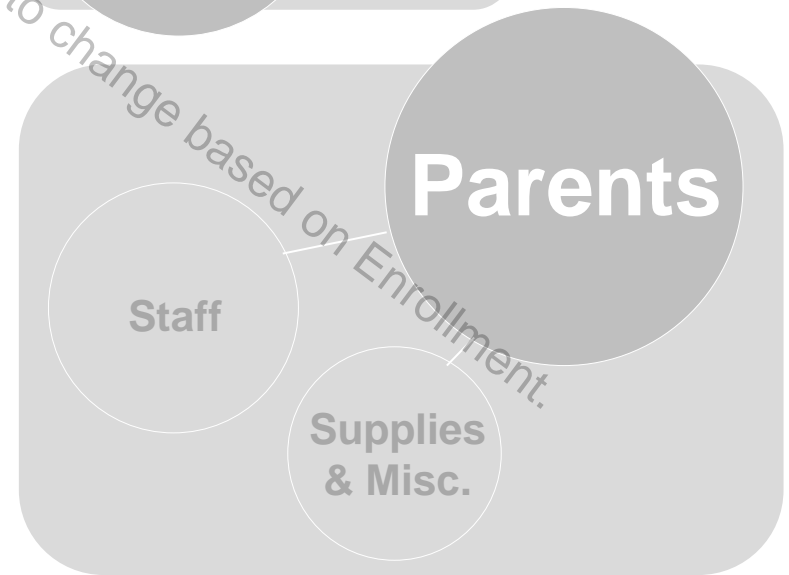 to change based on Enrollment.
Parents
Staff
Supplies
& Misc.